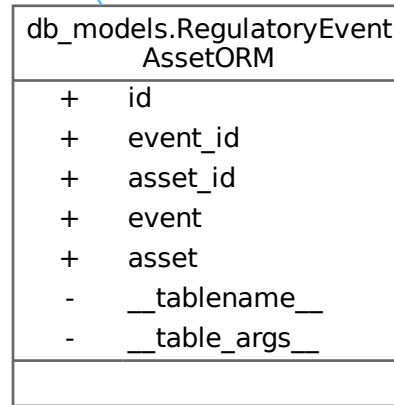 db_models.RegulatoryEvent
AssetORM
+ id
+ event_id
+ asset_id
+ event
+ asset
- __tablename__
- __table_args__